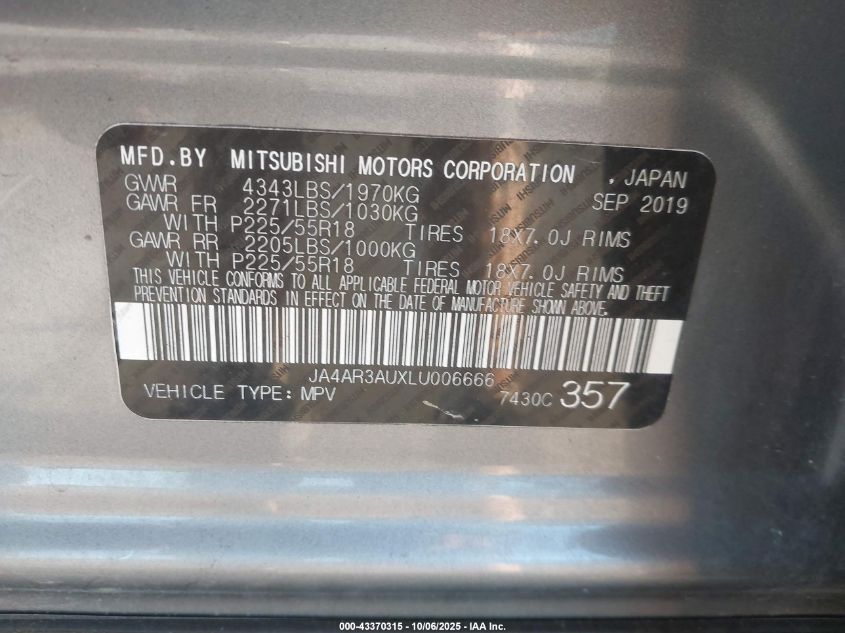 MFD.BY MITSUBISHI MOTORS CORPORATION , JAPAN
GVWR 4343LBS/1970KG SEP 2019
GAWR FR 2271LBS/1030KG
WITH P225/55R18 TIRES 18X7.0J RIMS
GAWR RR 2205LBS/1000KG
WITH P225/55R18 TIRES 18X7.0J RIMS
THIS VEHICLE CONFORMS TO ALL APPLICABLE FEDERAL MOTOR VEHICLE SAFETY AND THEFT
PREVENTION STANDARDS IN EFFECT ON THE DATE OF MANUFACTURE SHOWN ABOVE.
JA4AR3AUXLU006666
VEHICLE TYPE: MPV 7430C 357
000-43370315 - 10/06/2025 - IAA Inc.